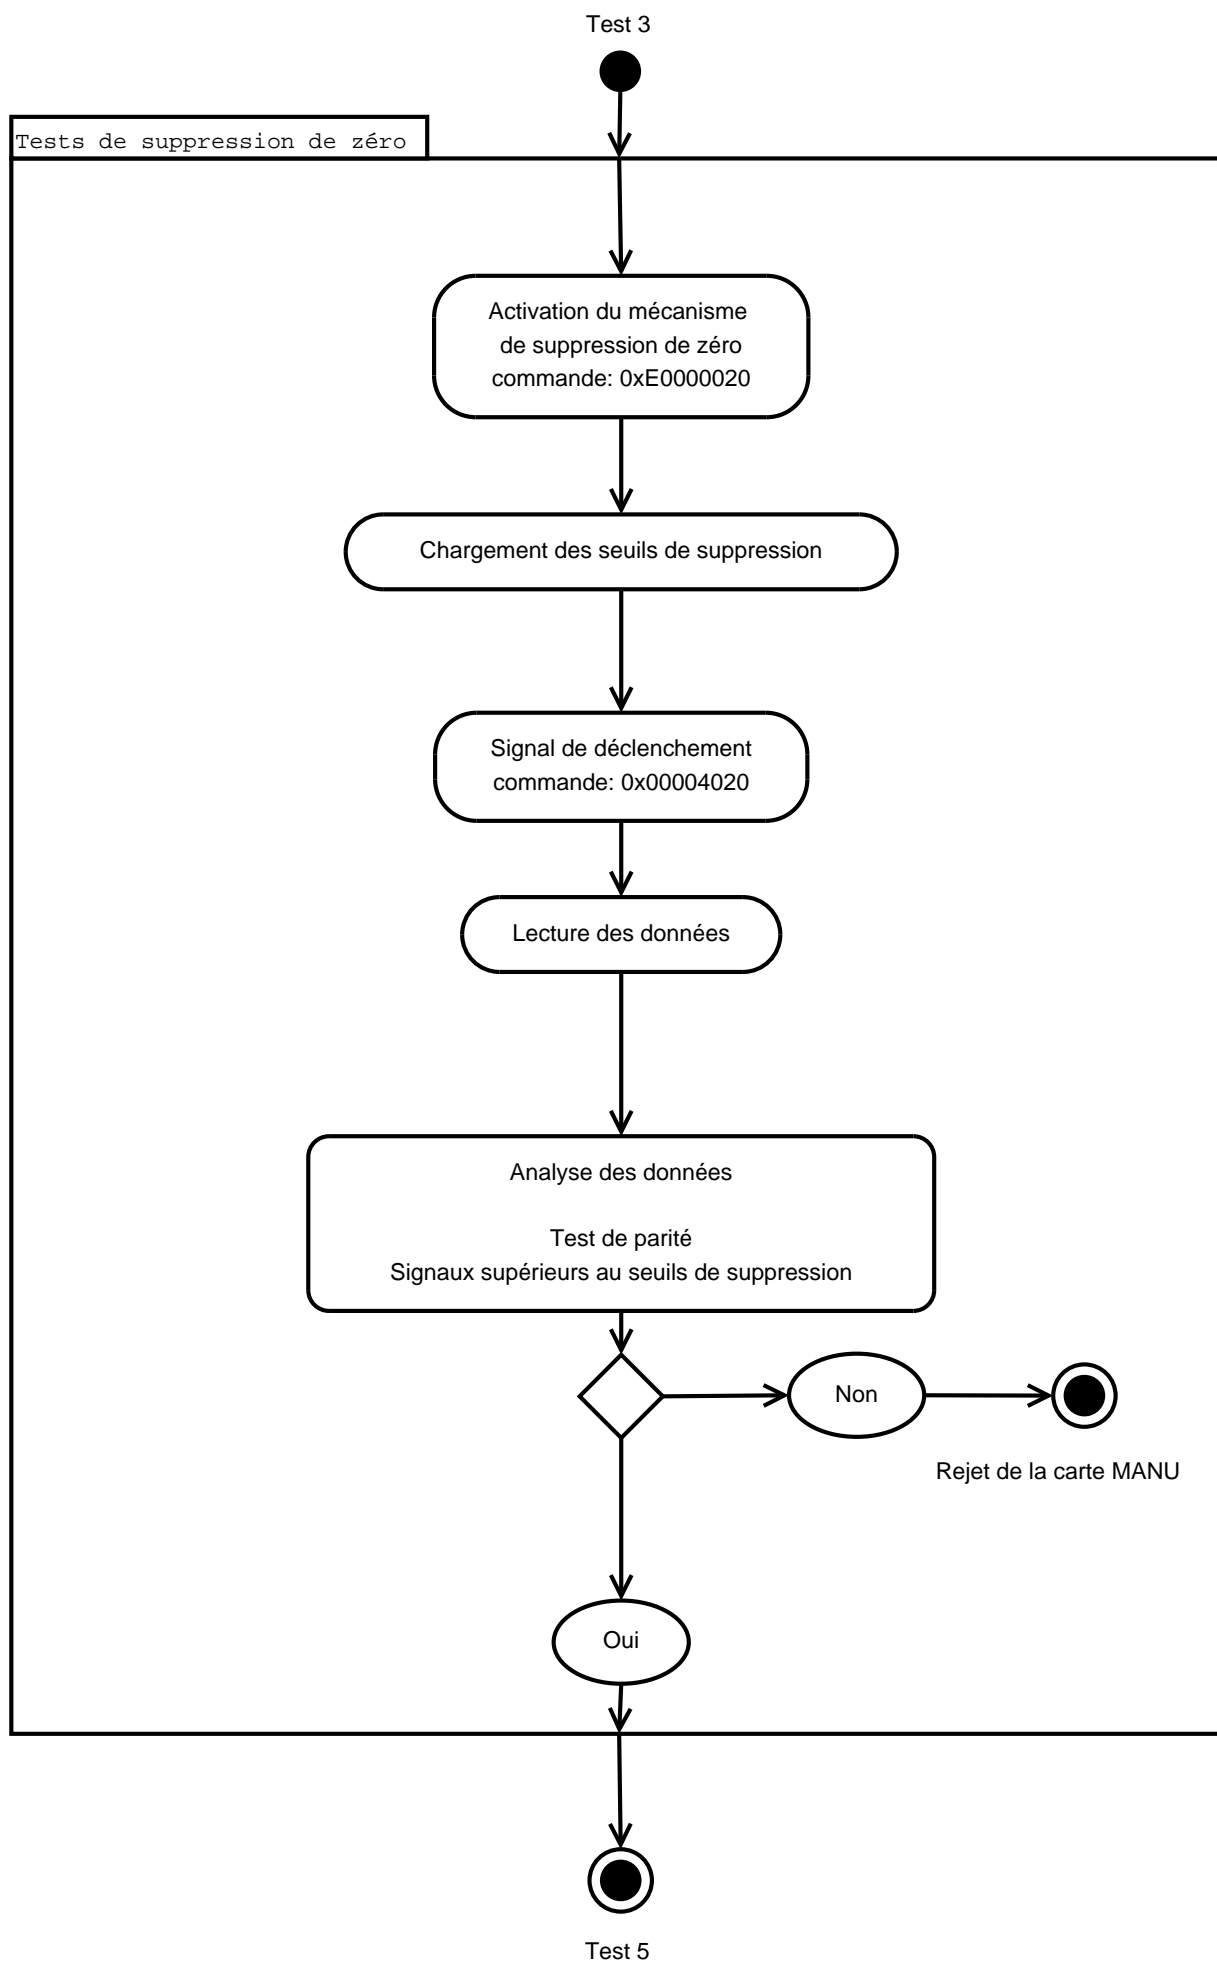 Test 3
Tests de suppression de zéro
Activation du mécanisme
de suppression de zéro
commande: 0xE0000020
Chargement des seuils de suppression
Signal de déclenchement
commande: 0x00004020
Lecture des données
Analyse des données
Test de parité
Signaux supérieurs au seuils de suppression
Non
Rejet de la carte MANU
Oui
Test 5